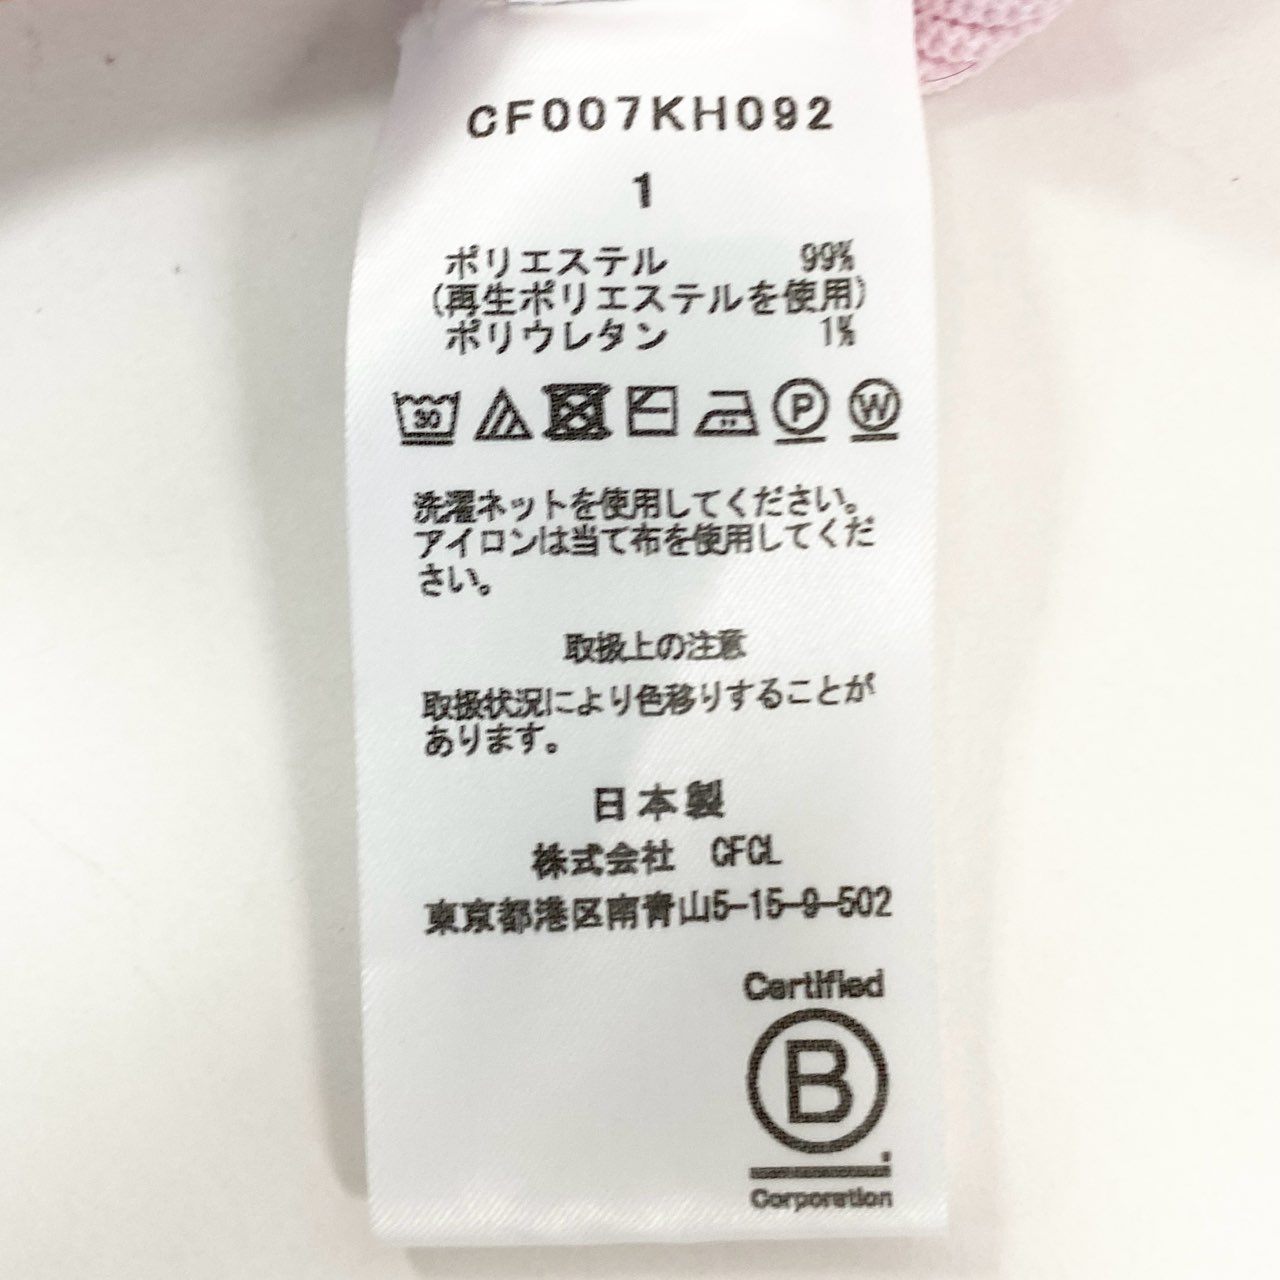 CF007KH092
1
ポリエステル 99%
(再生ポリエステルを使用)
ポリウレタン 1%
30 P W
洗濯ネットを使用してください。
アイロンは当て布を使用してくだ
さい。
取扱上の注意
取扱状況により色移りすることが
あります。
日本製
株式会社 CFCL
東京都港区南青山5-15-9-502
Certified
B
Corporation